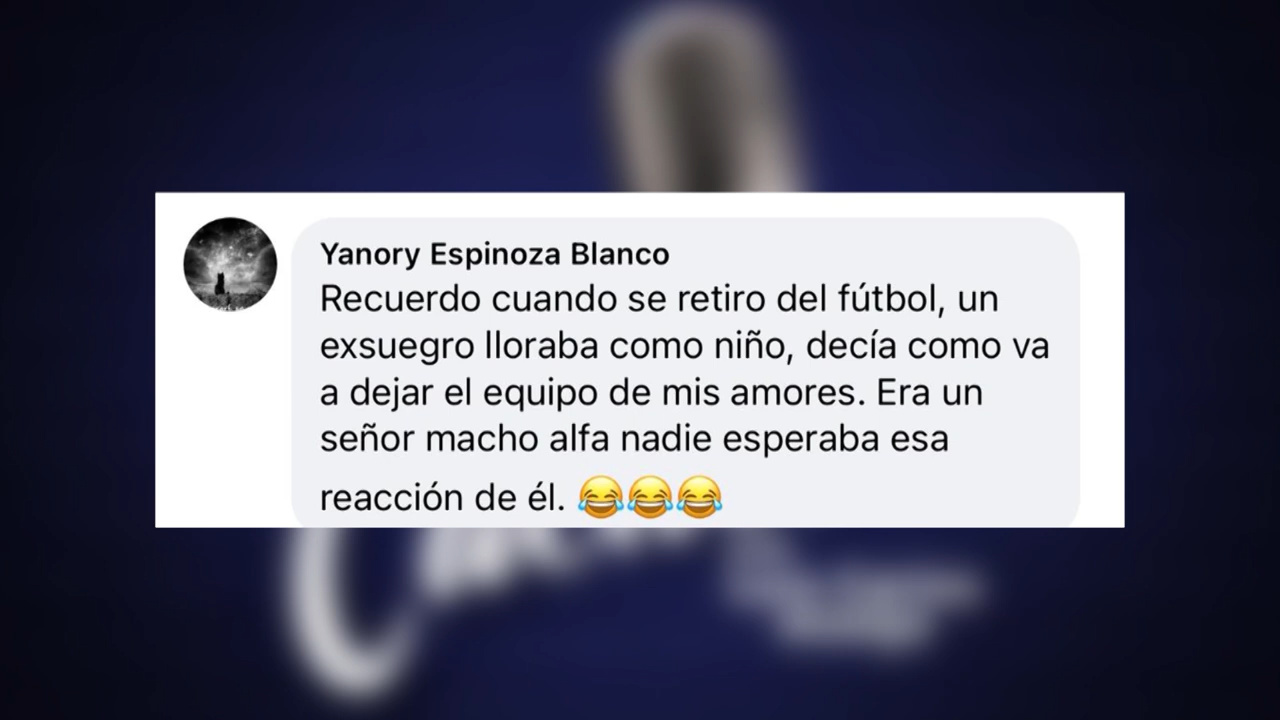 Yanory Espinoza Blanco
Recuerdo cuando se retiro del fútbol, un
exsuegro lloraba como niño, decía como va
a dejar el equipo de mis amores. Era un
señor macho alfa nadie esperaba esa
reacción de él. 😂😂😂